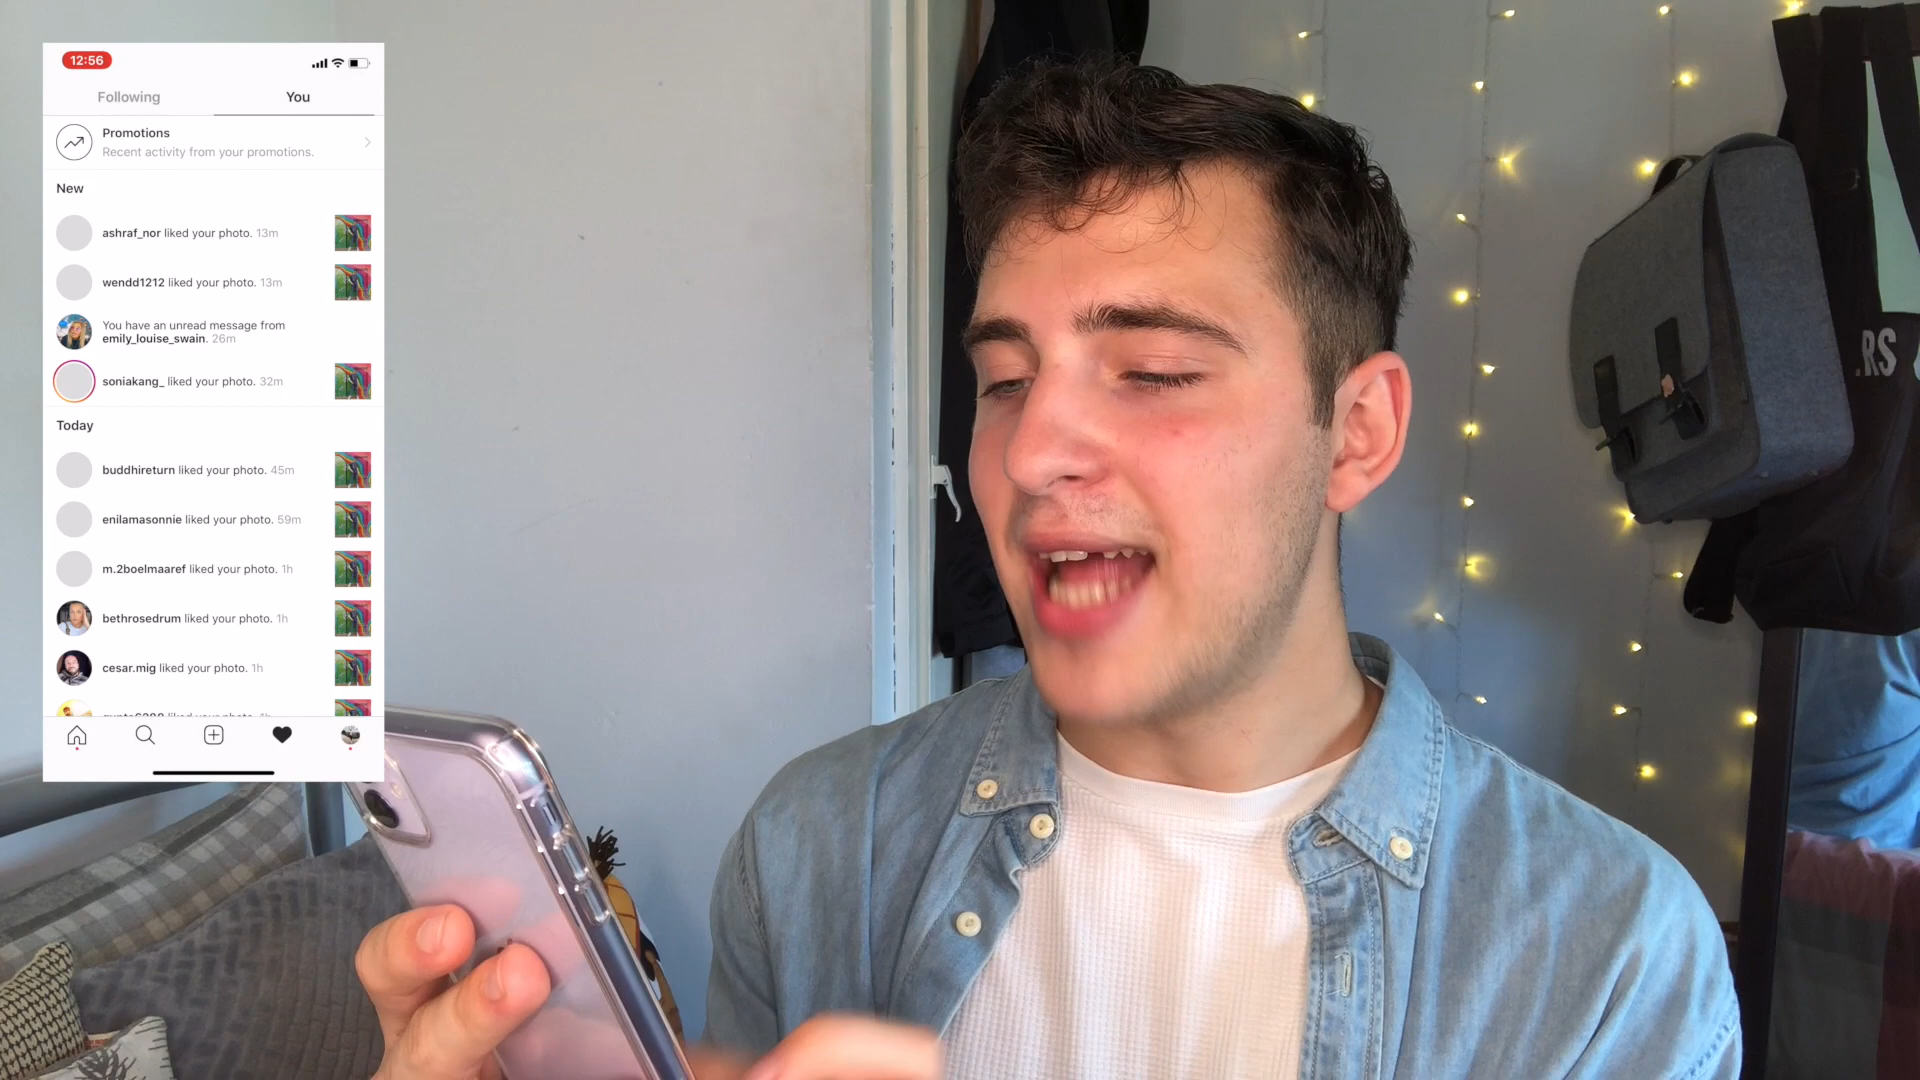 12:56
Following You
Promotions
Recent activity from your promotions.
New
ashraf_nor liked your photo. 13m
wendd1212 liked your photo. 13m
You have an unread message from
emily_louise_swain. 26m
soniakang_ liked your photo. 32m
Today
buddhireturn liked your photo. 45m
enilamasonnie liked your photo. 59m
m.2boelmaaref liked your photo. 1h
bethrosedrum liked your photo. 1h
cesar.mig liked your photo. 1h
liked your photo.
RS